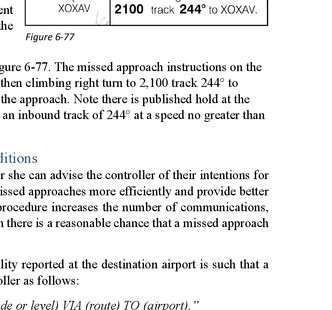 ent
XOXAV
2100 track 244° to XOXAV.
the
Figure 6-77
gure 6-77. The missed approach instructions on the
then climbing right turn to 2,100 track 244° to
the approach. Note there is published hold at the
an inbound track of 244° at a speed no greater than
ditions
r she can advise the controller of their intentions for
issed approaches more efficiently and provide better
procedure increases the number of communications,
n there is a reasonable chance that a missed approach
lity reported at the destination airport is such that a
oller as follows:
de or level) VIA (route) TO (airport)."